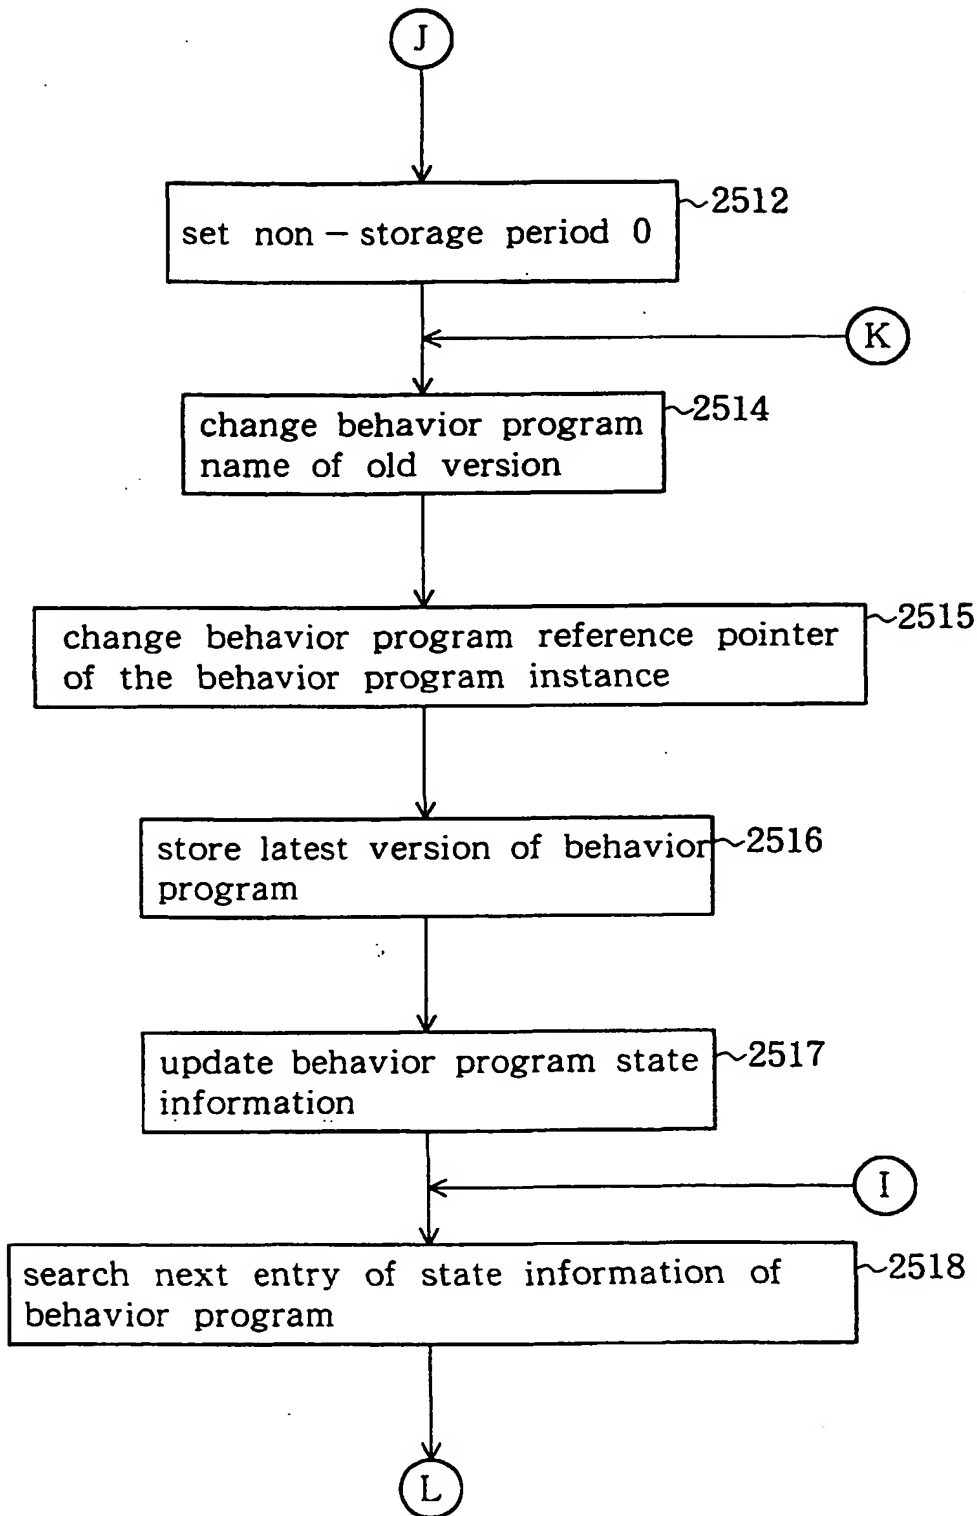 J
set non − storage period 0
2512
K
change behavior program
name of old version
2514
change behavior program reference pointer
of the behavior program instance
2515
store latest version of behavior
program
2516
update behavior program state
information
2517
I
search next entry of state information of
behavior program
2518
L